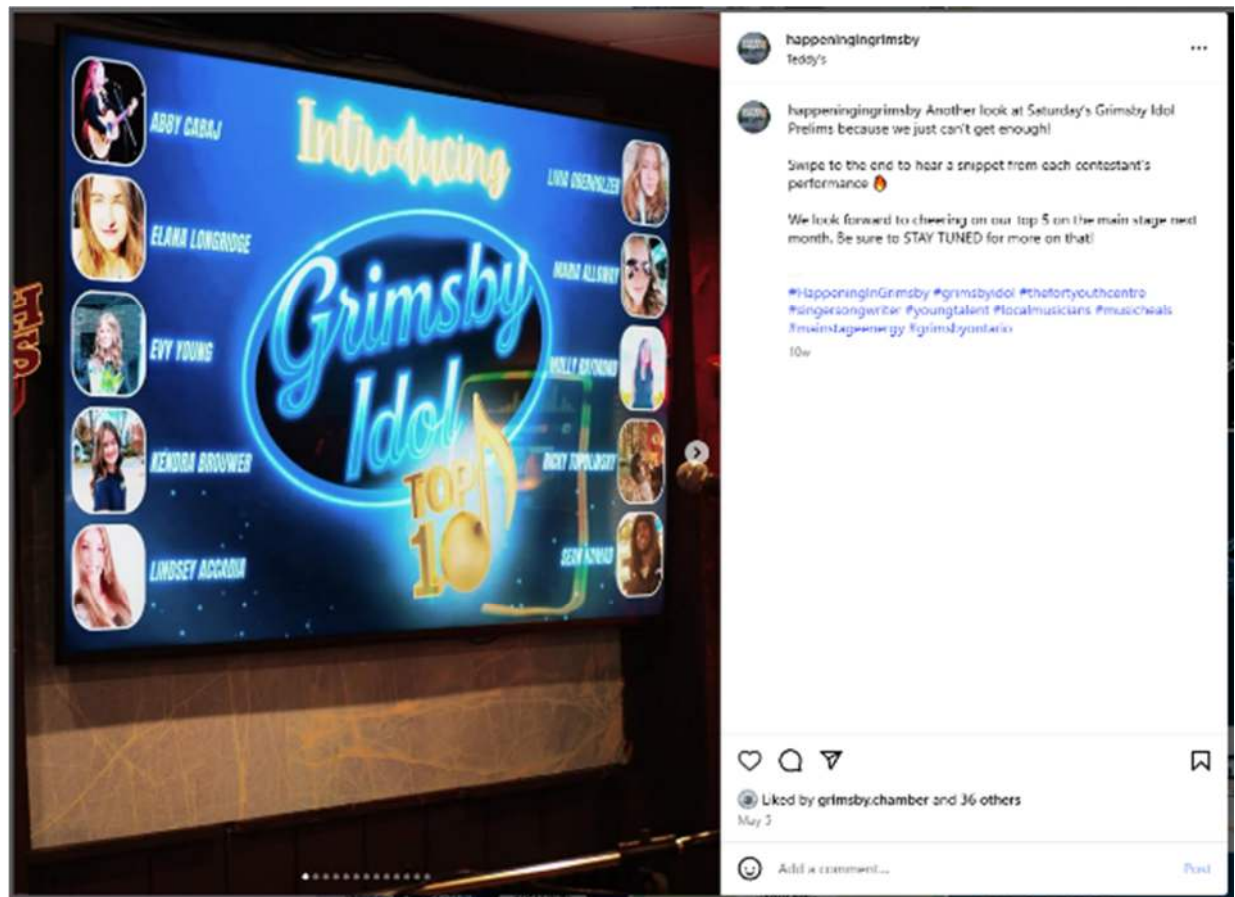 Introducing
Grimsby
Idol
TOP
10
ABBY CABAJ
ELANA LONGRIDGE
EVY YOUNG
KENDRA BROUWER
LINDSEY ACCADIA
LIVIA OBERHOLZER
MARIA ALLSWAY
MOLLY RAYMOND
RICKY TOPOLINSKY
SEAN
happeningingrimsby
Teddy's
happeningingrimsby Another look at Saturday's Grimsby Idol
Prelims because we just can't get enough!
Swipe to the end to hear a snippet from each contestant's
performance 🔥
We look forward to cheering on our top 5 on the main stage next
month. Be sure to STAY TUNED for more on that!
#HappeningInGrimsby #grimsbyidol #thefortyouthcentre
#singersongwriter #youngtalent #localmusicians #musicheals
#mainstageenergy #grimsbyontario
10w
Liked by grimsby.chamber and 36 others
May 3
Add a comment...
Post